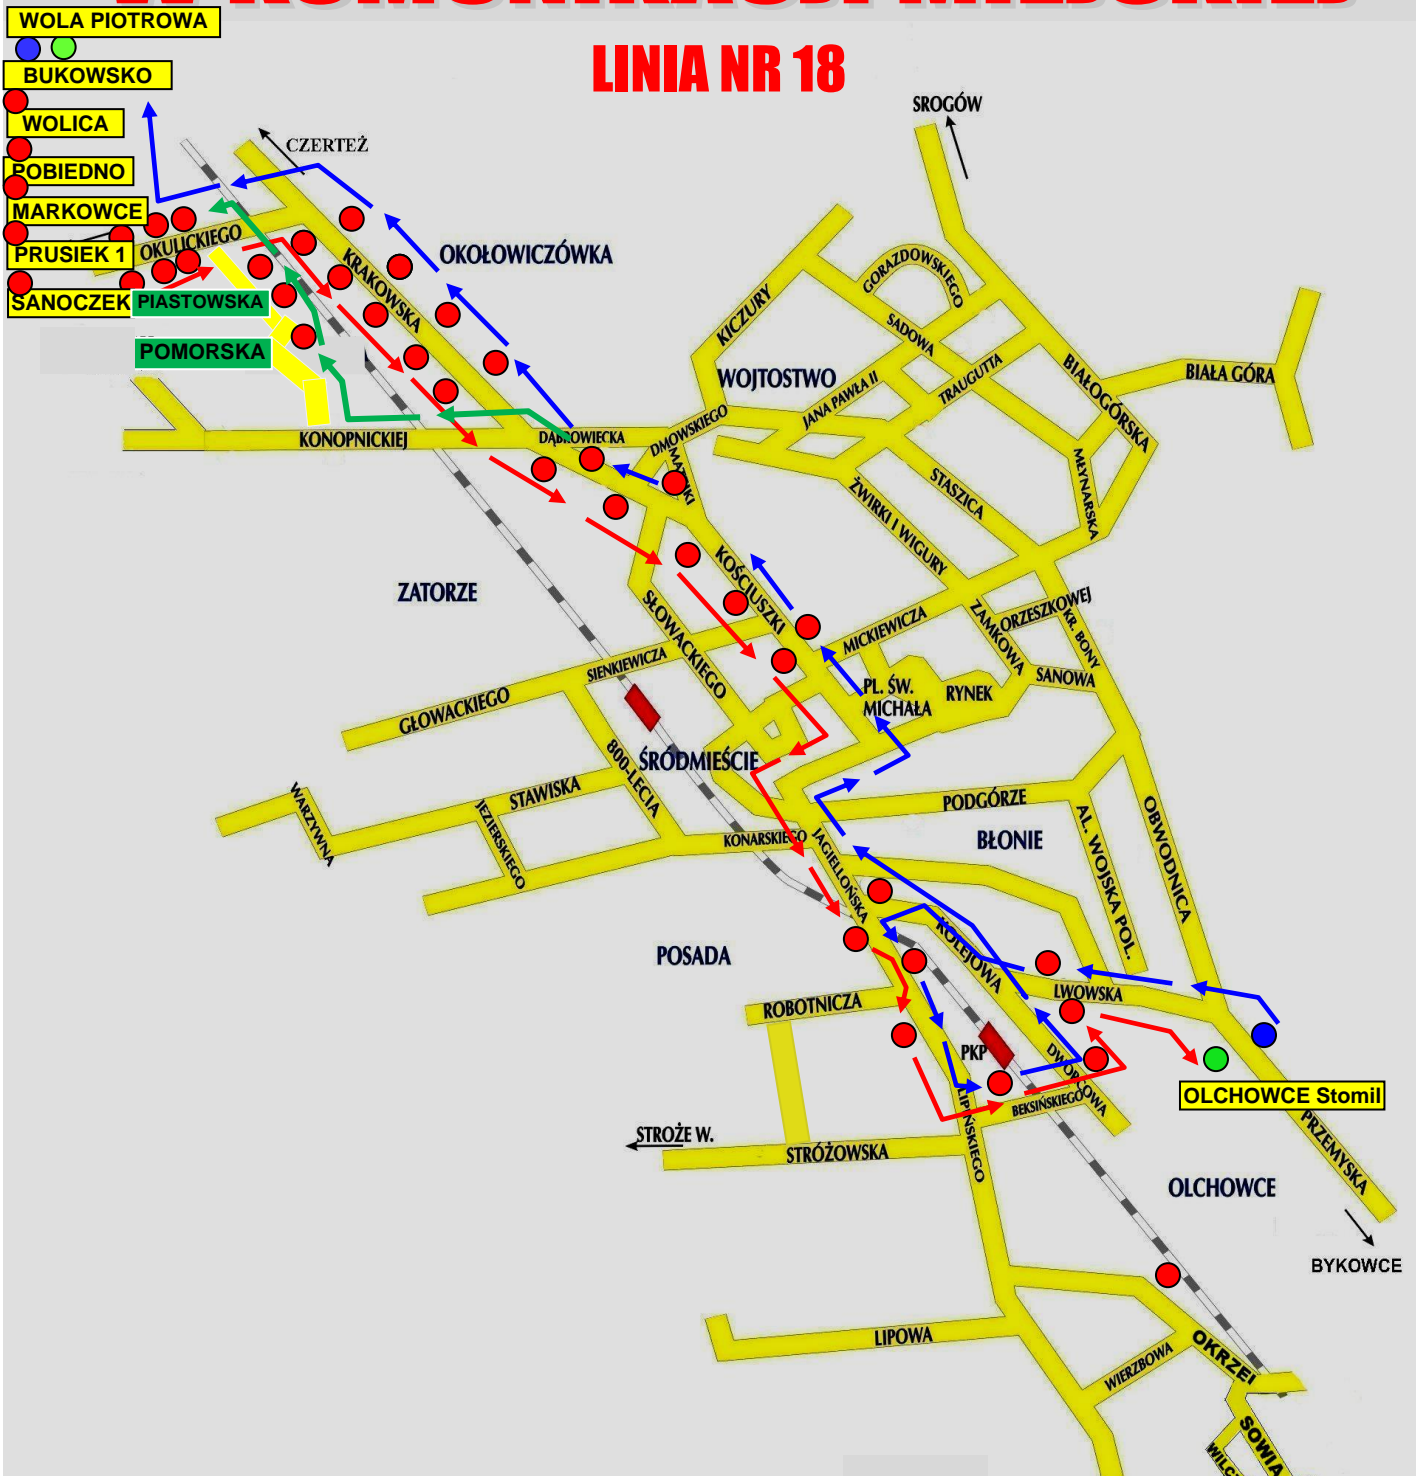 W KOMUNIKACJI MIEJSKIEJ
LINIA NR 18
WOLA PIOTROWA
BUKOWSKO
WOLICA
POBIEDNO
MARKOWCE
PRUSIEK 1
SANOCZEK
PIASTOWSKA
POMORSKA
CZERTEŻ
SROGÓW
OKULICKIEGO
KRAKOWSKA
OKOŁOWICZÓWKA
KICZURY
GORAZDOWSKIEGO
SADOWA
WOJTOSTWO
JANA PAWŁA II
TRAUGUTTA
BIAŁOGÓRSKA
BIAŁA GÓRA
KONOPNICKIEJ
DĄBROWIECKA
DMOWSKIEGO
MŁYNARSKA
STASZICA
ŻWIRKI I WIGURY
ZATORZE
KOŚCIUSZKI
SŁOWACKIEGO
MICKIEWICZA
ZAMKOWA
ORZESZKOWEJ
KR. BONY
SANOWA
SIENKIEWICZA
GŁOWACKIEGO
PL. ŚW.
MICHAŁA
RYNEK
ŚRÓDMIEŚCIE
800-LECIA
STAWISKA
WARZYWNA
JEZIERSKIEGO
KONARSKIEGO
JAGIELLOŃSKA
PODGÓRZE
BŁONIE
AL. WOJSKA POL.
OBWODNICA
POSADA
KOLEJOWA
LWOWSKA
ROBOTNICZA
PKP
DWORCOWA
BEKSIŃSKIEGO
LIPIŃSKIEGO
OLCHOWCE Stomil
STROŻE W.
STRÓŻOWSKA
PRZEMYSKA
OLCHOWCE
BYKOWCE
LIPOWA
WIERZBOWA
OKRZEI
SOWIA